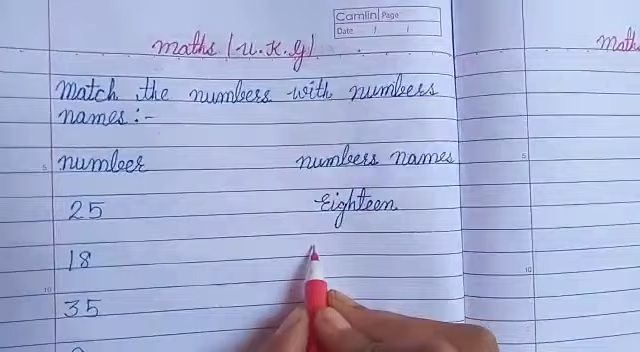 Camlin Page
Date / /
maths (U.K.G)
Match the numbers with numbers
names:-
number numbers names
25 Eighteen
18
35